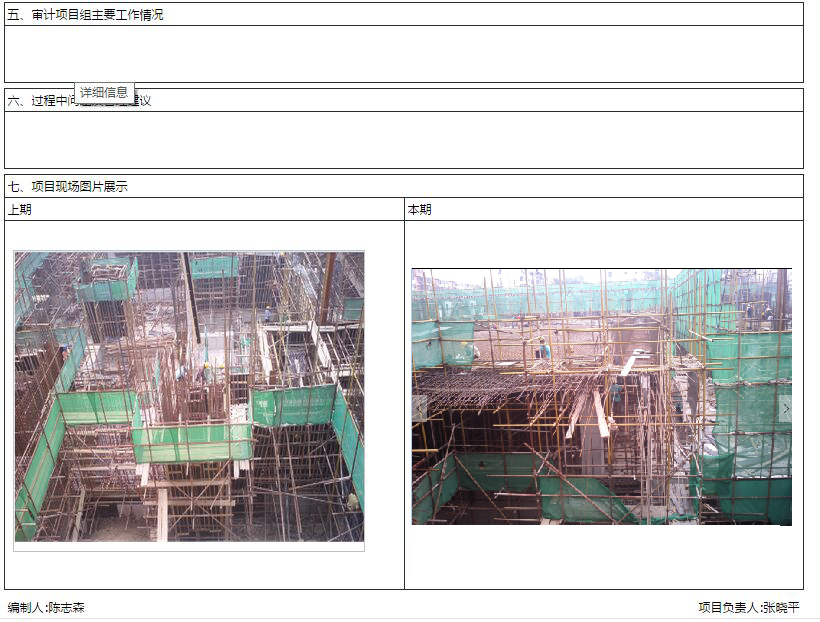 五、审计项目组主要工作情况
详细信息
六、过程中问 建议
七、项目现场图片展示
上期
本期
编制人:陈志森
项目负责人:张晓平